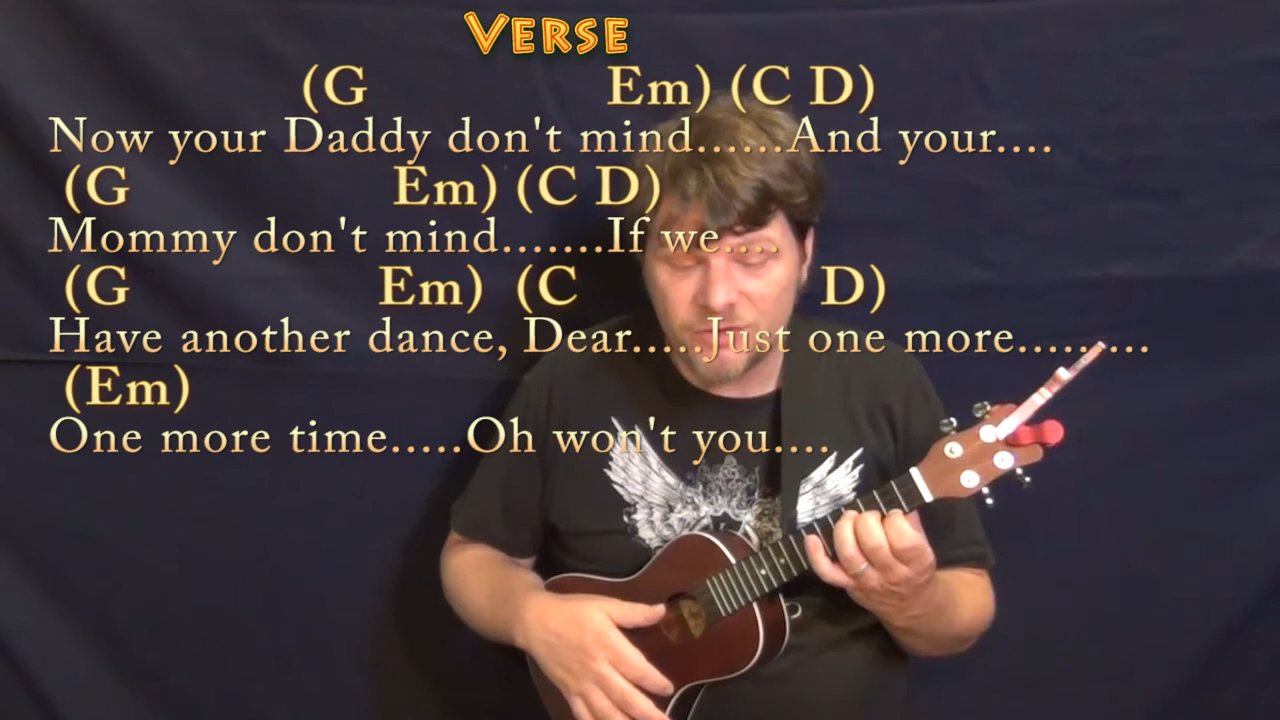 VERSE
(G Em) (C D)
Now your Daddy don't mind......And your....
(G Em) (C D)
Mommy don't mind.......If we....
(G Em) (C D)
Have another dance, Dear.....Just one more.........
(Em)
One more time.....Oh won't you....